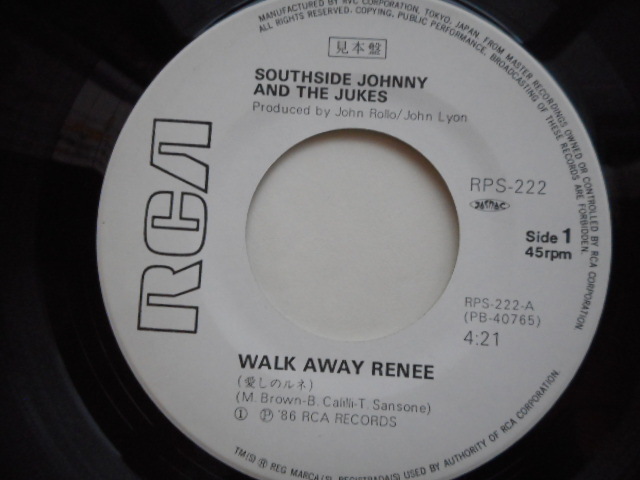 MANUFACTURED BY RVC CORPORATION, TOKYO, JAPAN, FROM MASTER RECORDINGS OWNED OR CONTROLLED BY RCA CORPORATION.
ALL RIGHTS RESERVED. COPYING, PUBLIC PERFORMANCE, BROADCASTING OF THESE RECORDS ARE FORBIDDEN.
見本盤
SOUTHSIDE JOHNNY
AND THE JUKES
Produced by John Rollo/John Lyon
RCA
RPS-222
JASRAC
Side 1
45rpm
RPS-222-A
(PB-40765)
4:21
WALK AWAY RENEE
(愛しのルネ)
(M. Brown-B. Calilli-T. Sansone)
Ⓘ Ⓟ '86 RCA RECORDS
TM(S) ® REG MARCA(S) REGISTRADA(S) USED BY AUTHORITY OF RCA CORPORATION.